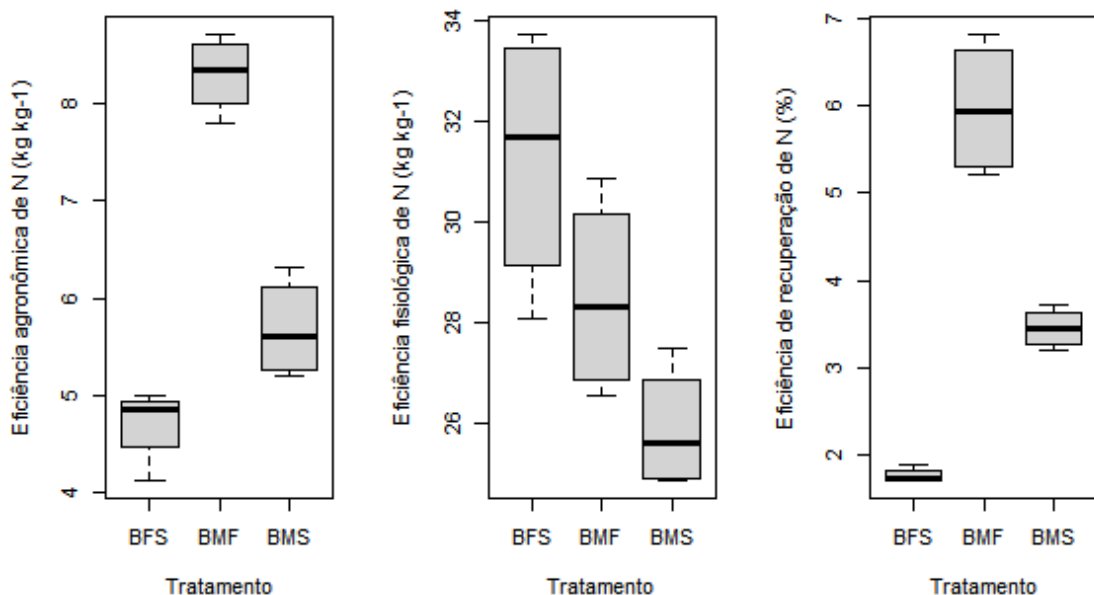 Eficiência agronômica de N (kg kg-1)
8
7
6
5
4
BFS BMF BMS
Tratamento
Eficiência fisiológica de N (kg kg-1)
34
32
30
28
26
BFS BMF BMS
Tratamento
Eficiência de recuperação de N (%)
7
6
5
4
3
2
BFS BMF BMS
Tratamento